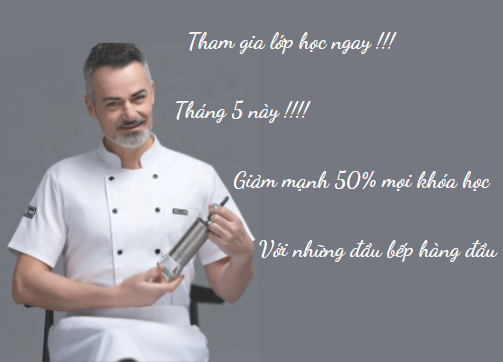 Tham gia lớp học ngay !!!
Tháng 5 này !!!!
Giảm mạnh 50% mọi khóa học
Với những đầu bếp hàng đầu